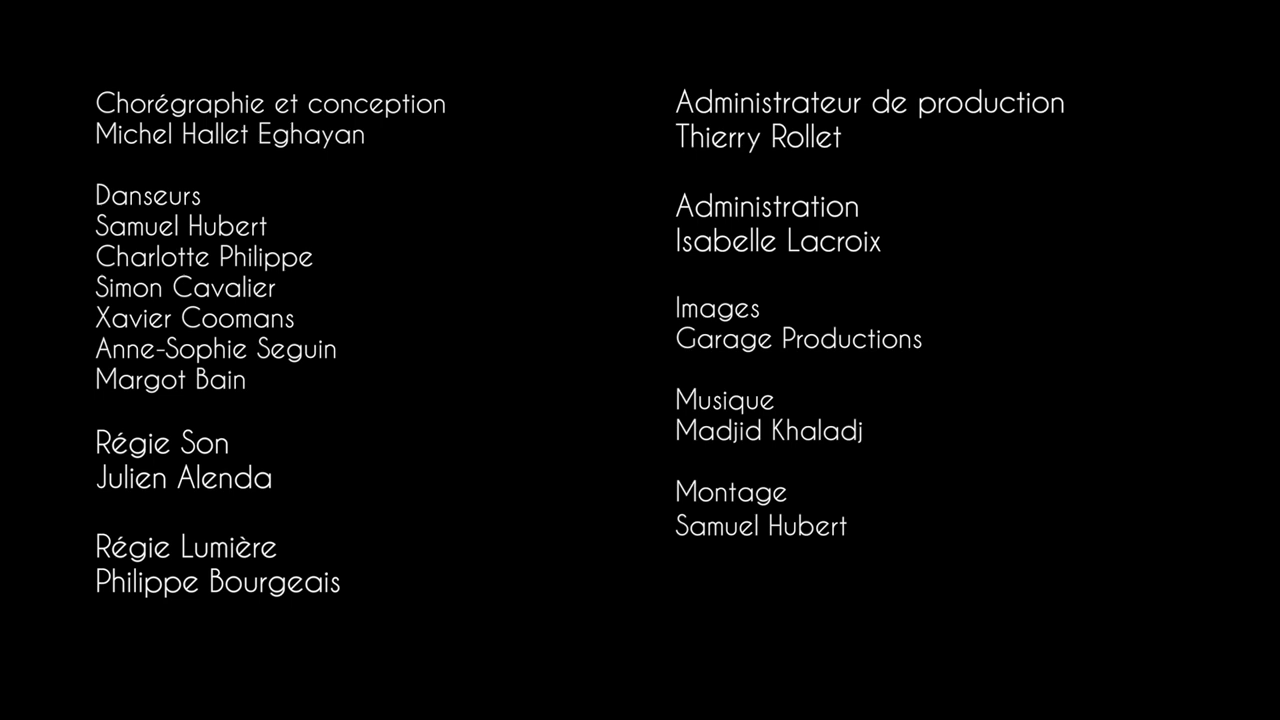 Chorégraphie et conception
Michel Hallet Eghayan
Danseurs
Samuel Hubert
Charlotte Philippe
Simon Cavalier
Xavier Coomans
Anne-Sophie Seguin
Margot Bain
Régie Son
Julien Alenda
Régie Lumière
Philippe Bourgeais
Administrateur de production
Thierry Rollet
Administration
Isabelle Lacroix
Images
Garage Productions
Musique
Madjid Khaladj
Montage
Samuel Hubert